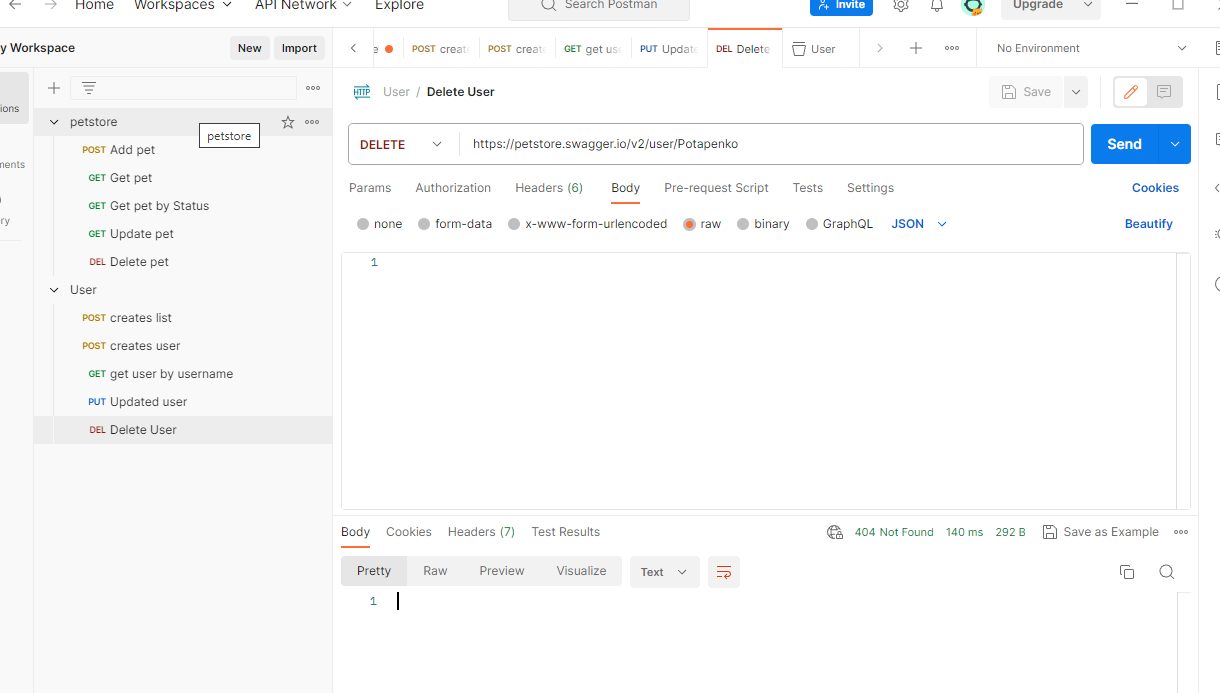 Home Workspaces API Network Explore Search Postman Invite Upgrade
y Workspace New Import
e POST creat POST creat GET get us PUT Updat DEL Delete User No Environment
ions
ments
ry
petstore
petstore
POST Add pet
GET Get pet
GET Get pet by Status
GET Update pet
DEL Delete pet
User
POST creates list
POST creates user
GET get user by username
PUT Updated user
DEL Delete User
HTTP User / Delete User Save
DELETE https://petstore.swagger.io/v2/user/Potapenko Send
Params Authorization Headers (6) Body Pre-request Script Tests Settings Cookies
none form-data x-www-form-urlencoded raw binary GraphQL JSON Beautify
1
Body Cookies Headers (7) Test Results 404 Not Found 140 ms 292 B Save as Example
Pretty Raw Preview Visualize Text
1